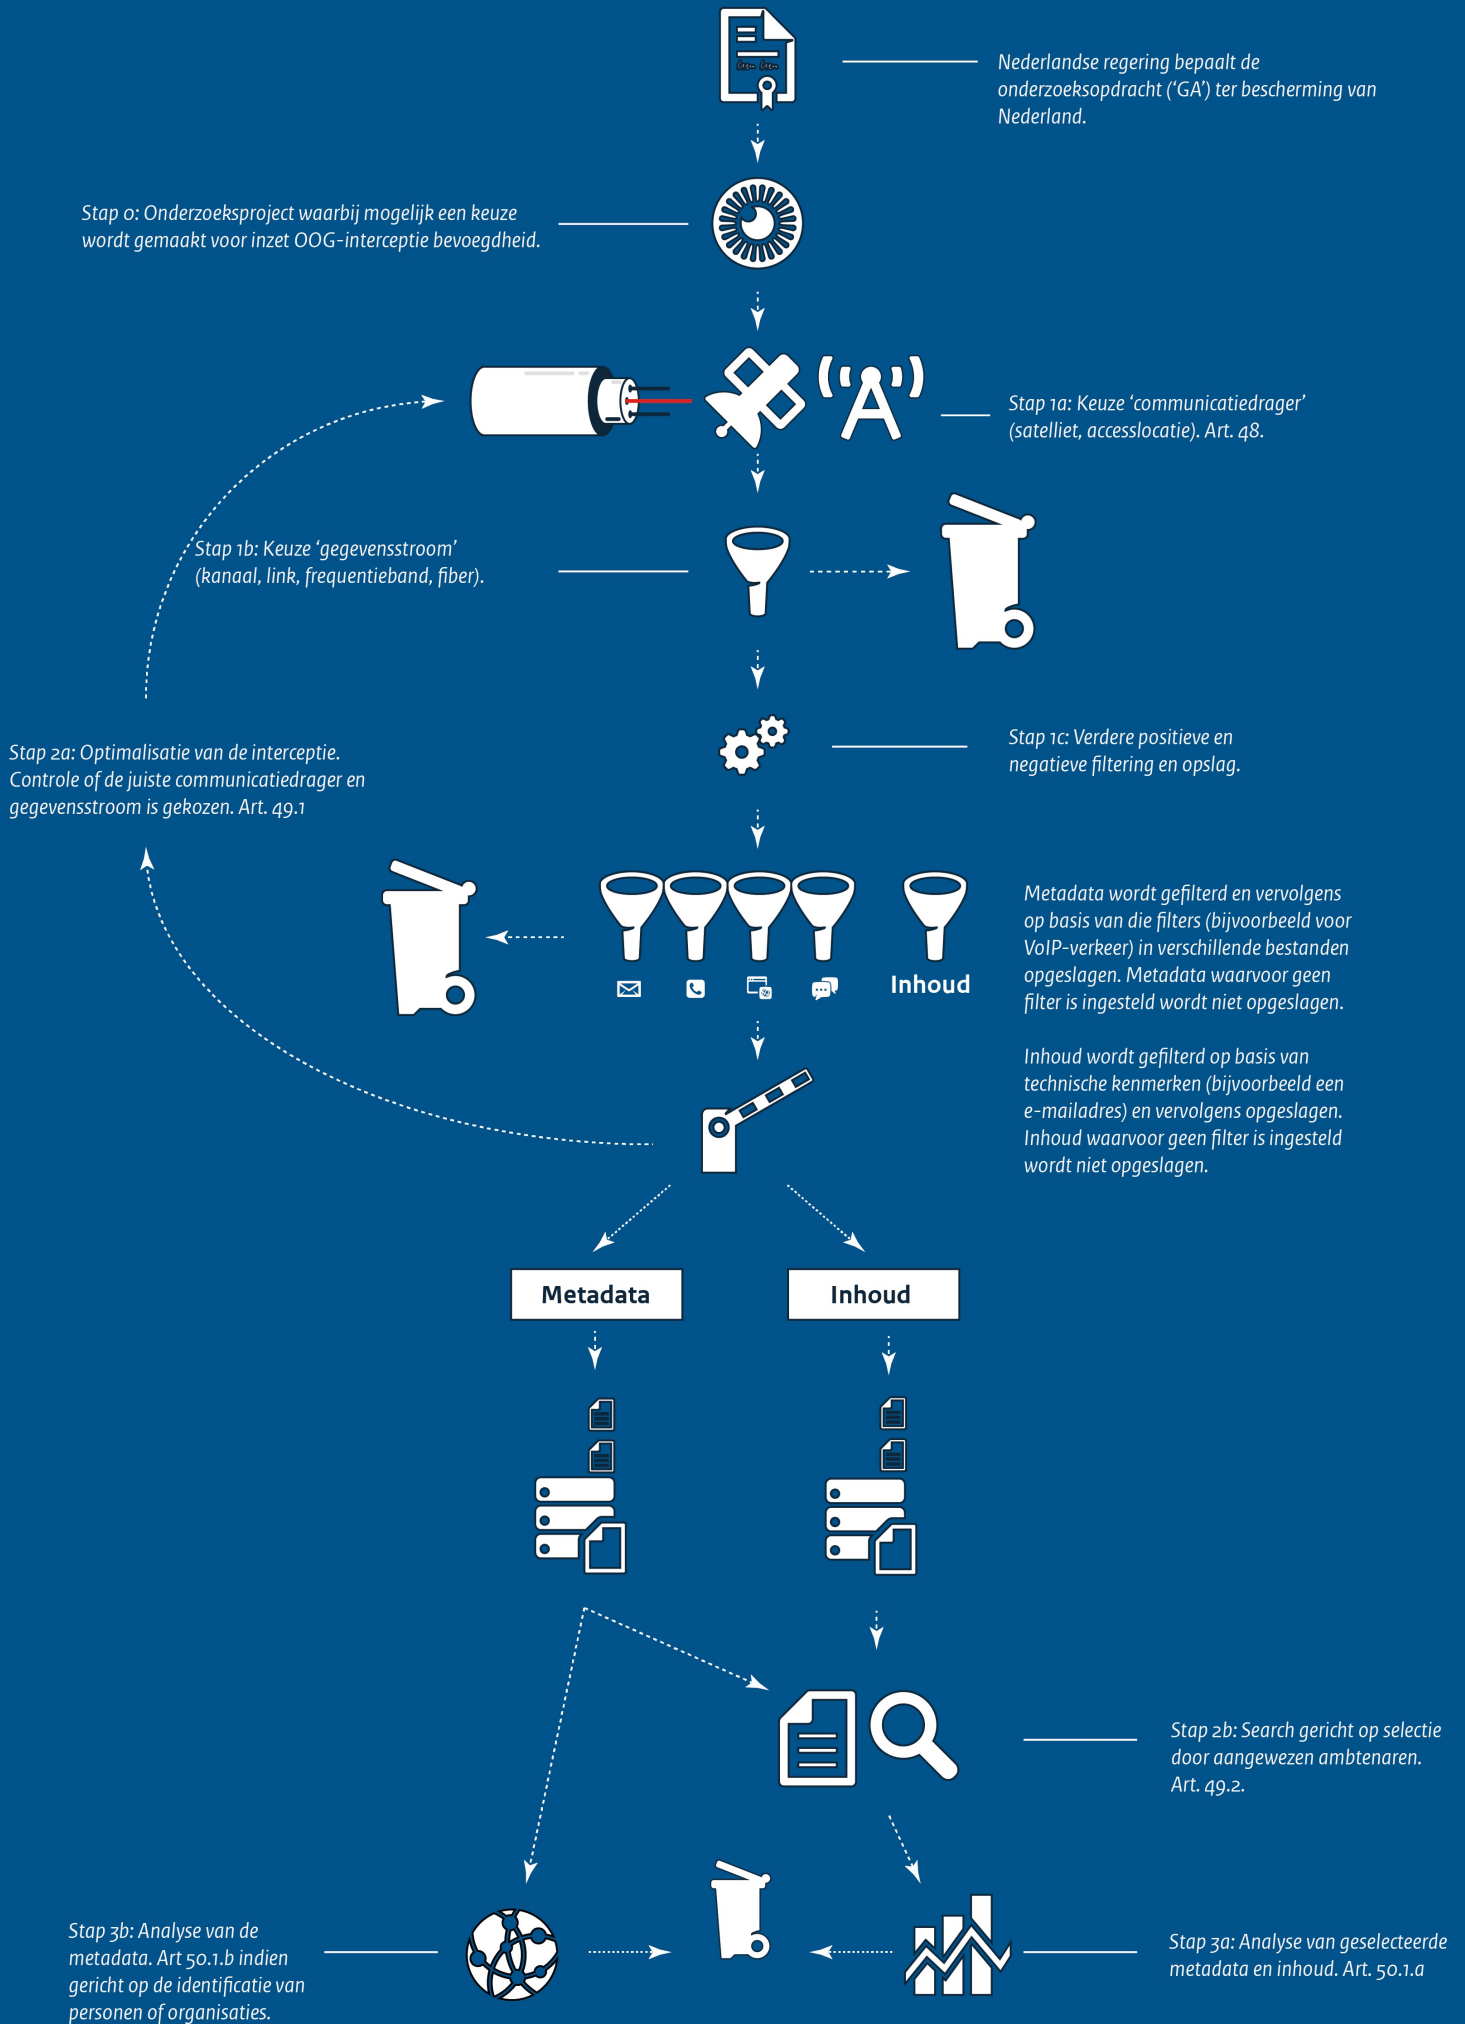 Nederlandse regering bepaalt de
onderzoeksopdracht (‘GA’) ter bescherming van
Nederland.
Stap 0: Onderzoeksproject waarbij mogelijk een keuze
wordt gemaakt voor inzet OOG-interceptie bevoegdheid.
Stap 1a: Keuze ‘communicatiedrager’
(satelliet, accesslocatie). Art. 48.
Stap 1b: Keuze ‘gegevensstroom’
(kanaal, link, frequentieband, fiber).
Stap 1c: Verdere positieve en
negatieve filtering en opslag.
Stap 2a: Optimalisatie van de interceptie.
Controle of de juiste communicatiedrager en
gegevensstroom is gekozen. Art. 49.1
Inhoud
Metadata wordt gefilterd en vervolgens
op basis van die filters (bijvoorbeeld voor
VoIP-verkeer) in verschillende bestanden
opgeslagen. Metadata waarvoor geen
filter is ingesteld wordt niet opgeslagen.
Inhoud wordt gefilterd op basis van
technische kenmerken (bijvoorbeeld een
e-mailadres) en vervolgens opgeslagen.
Inhoud waarvoor geen filter is ingesteld
wordt niet opgeslagen.
Metadata
Inhoud
Stap 2b: Search gericht op selectie
door aangewezen ambtenaren.
Art. 49.2.
Stap 3b: Analyse van de
metadata. Art 50.1.b indien
gericht op de identificatie van
personen of organisaties.
Stap 3a: Analyse van geselecteerde
metadata en inhoud. Art. 50.1.a